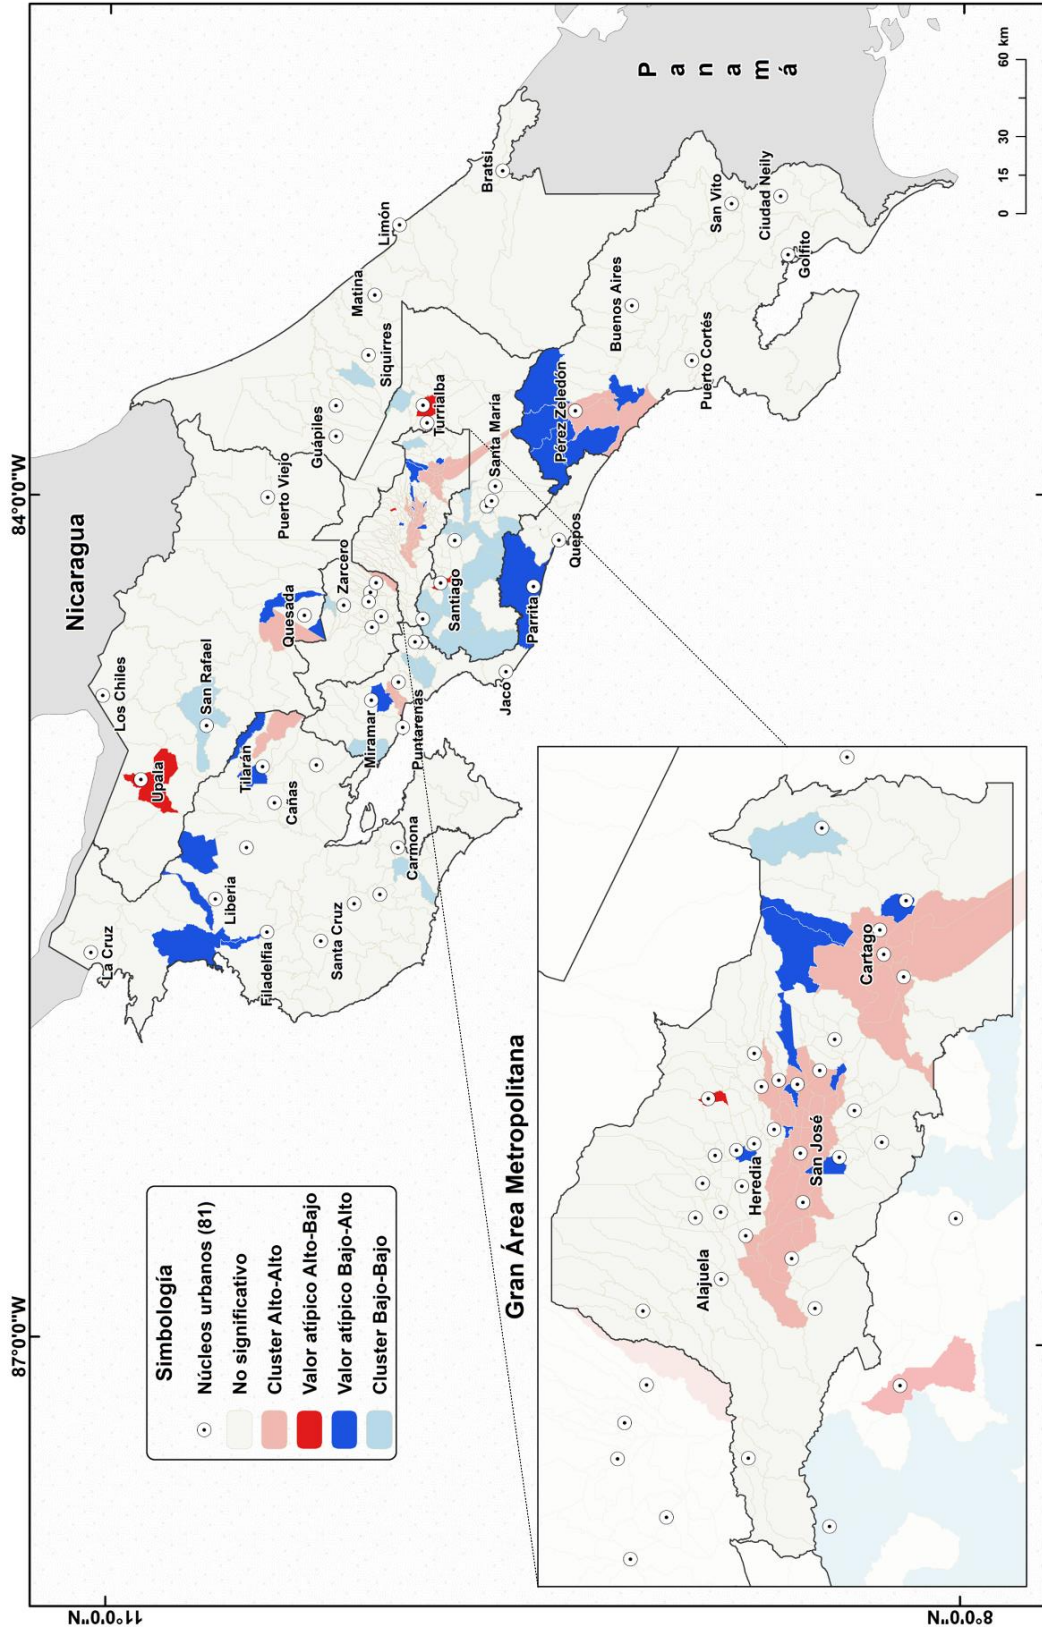 87°0'0"W
84°0'0"W
11°0'0"N
8°0'0"N
Nicaragua
P a n a m á
Simbología
Núcleos urbanos (81)
No significativo
Cluster Alto-Alto
Valor atípico Alto-Bajo
Valor atípico Bajo-Alto
Cluster Bajo-Bajo
La Cruz
Los Chiles
Upala
San Rafael
Liberia
Filadelfia
Tilarán
Cañas
Quesada
Puerto Viejo
Zarcero
Guápiles
Siquirres
Matina
Limón
Bratsi
Santa Cruz
Carmona
Miramar
Puntarenas
Santiago
Turrialba
Santa María
Jacó
Parrita
Quepos
Pérez Zeledón
Buenos Aires
Puerto Cortés
San Vito
Ciudad Neily
Golfito
0 15 30 60 km
Gran Área Metropolitana
Alajuela
Heredia
San José
Cartago